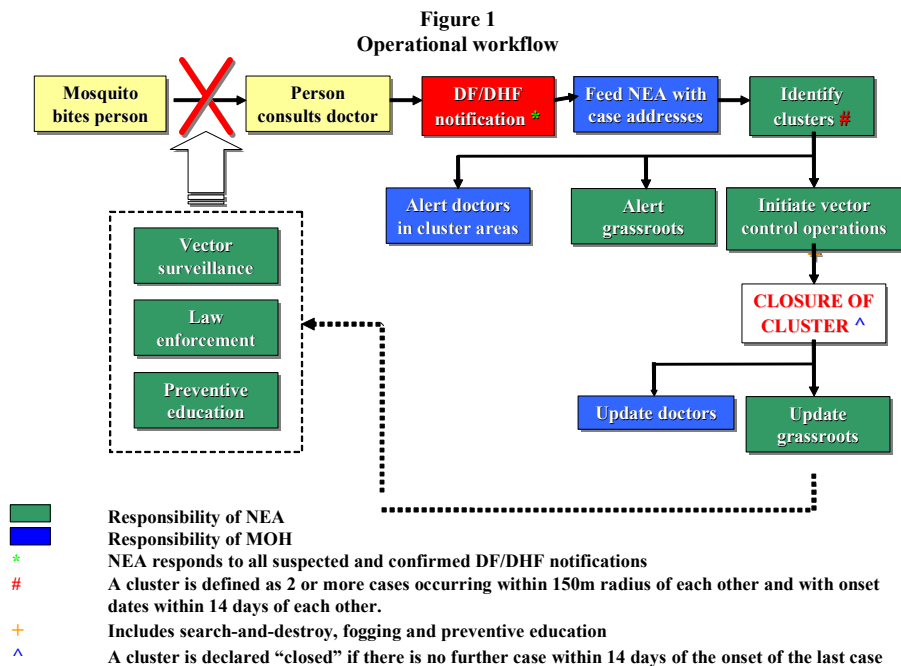 Figure 1
Operational workflow
Mosquito
bites person
Person
consults doctor
DF/DHF
notification *
Feed NEA with
case addresses
Identify
clusters #
Alert doctors
in cluster areas
Alert
grassroots
Initiate vector
control operations
+
Vector
surveillance
Law
enforcement
Preventive
education
CLOSURE OF
CLUSTER ^
Update doctors
Update
grassroots
Responsibility of NEA
Responsibility of MOH
* NEA responds to all suspected and confirmed DF/DHF notifications
# A cluster is defined as 2 or more cases occurring within 150m radius of each other and with onset
dates within 14 days of each other.
+ Includes search-and-destroy, fogging and preventive education
^ A cluster is declared “closed” if there is no further case within 14 days of the onset of the last case